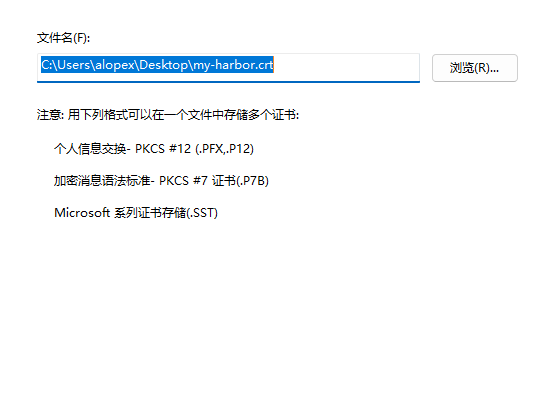 文件名(F):
C:\Users\alopex\Desktop\my-harbor.crt
浏览(R)...
注意: 用下列格式可以在一个文件中存储多个证书:
个人信息交换- PKCS #12 (.PFX,.P12)
加密消息语法标准- PKCS #7 证书(.P7B)
Microsoft 系列证书存储(.SST)